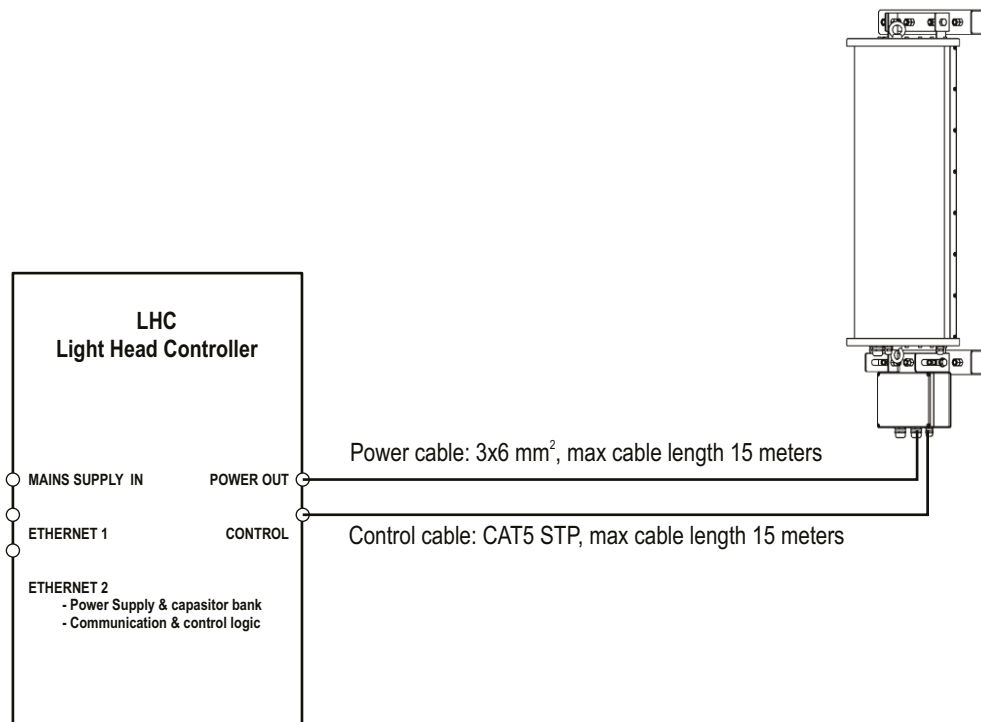 LHC
Light Head Controller
Power cable: 3x6 mm², max cable length 15 meters
MAINS SUPPLY IN
POWER OUT
ETHERNET 1
CONTROL
Control cable: CAT5 STP, max cable length 15 meters
ETHERNET 2
- Power Supply & capasitor bank
- Communication & control logic